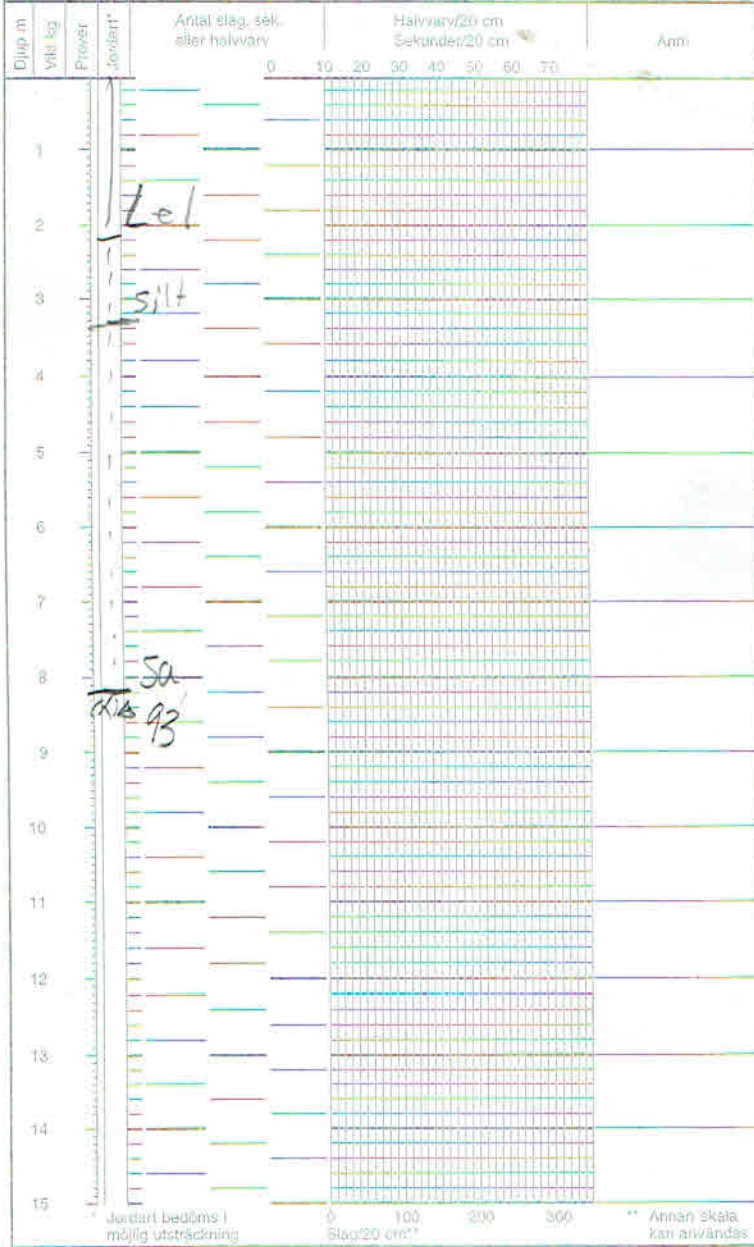 Djup m
Vikt kg
Prover
Jordart*
Antal slag, sek.
eller halvvarv
Halvvarv/20 cm
Sekunder/20 cm
Anm
0 10 20 30 40 50 60 70
1
Lel
2
silt
3
4
5
6
7
Sa
8
93
9
10
11
12
13
14
15
Jordart bedöms i
möjlig utsträckning
0 100 200 300
Slag/20 cm**
** Annan skala
kan användas